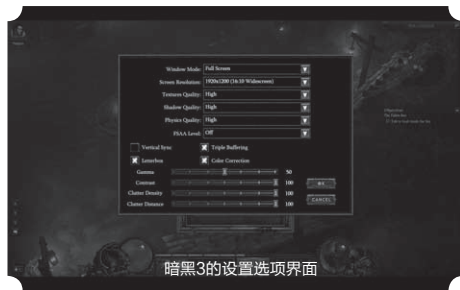 Window Mode: Full Screen
Screen Resolution: 1920x1200 (16:10 Widescreen)
Textures Quality: High
Shadow Quality: High
Physics Quality: High
FSAA Level: Off
Vertical Sync Triple Buffering
Letterbox Color Correction
Gamma 50
Contrast 100
Clutter Density 100 OK
Clutter Distance 100 CANCEL
暗黑3的设置选项界面